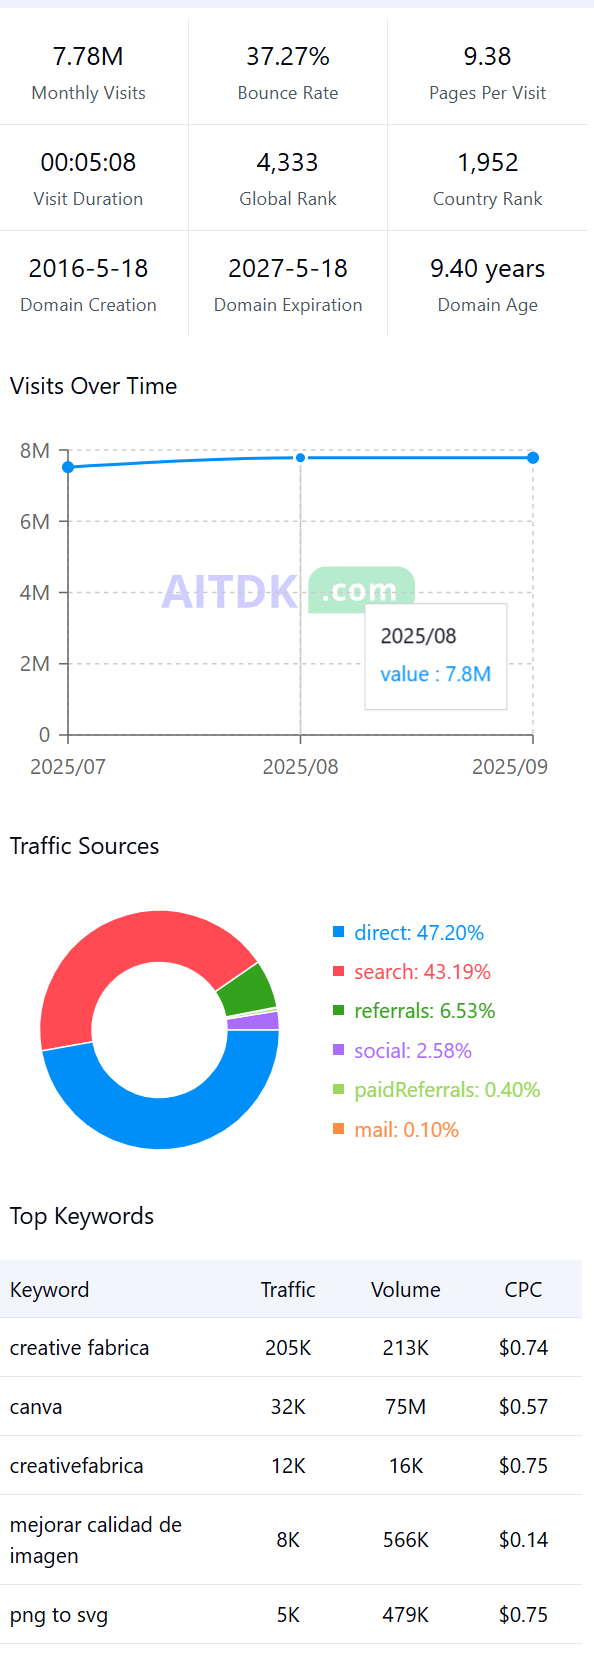 7.78M
Monthly Visits
37.27%
Bounce Rate
9.38
Pages Per Visit
00:05:08
Visit Duration
4,333
Global Rank
1,952
Country Rank
2016-5-18
Domain Creation
2027-5-18
Domain Expiration
9.40 years
Domain Age
Visits Over Time
8M
6M
4M
2M
0
AITDK .com
2025/08
value : 7.8M
2025/07 2025/08 2025/09
Traffic Sources
direct: 47.20%
search: 43.19%
referrals: 6.53%
social: 2.58%
paidReferrals: 0.40%
mail: 0.10%
Top Keywords
Keyword Traffic Volume CPC
creative fabrica 205K 213K $0.74
canva 32K 75M $0.57
creativefabrica 12K 16K $0.75
mejorar calidad de
imagen 8K 566K $0.14
png to svg 5K 479K $0.75